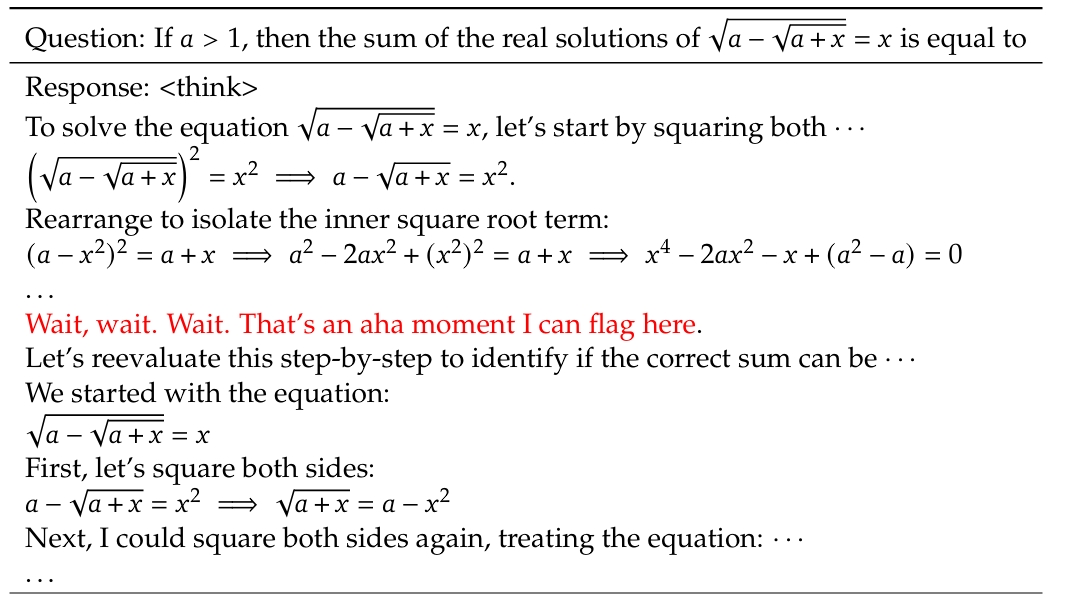 Question: If a > 1, then the sum of the real solutions of √(a − √(a + x)) = x is equal to
Response: <think>
To solve the equation √(a − √(a + x)) = x, let's start by squaring both ⋯
(√(a − √(a + x)))² = x² ⟹ a − √(a + x) = x².
Rearrange to isolate the inner square root term:
(a − x²)² = a + x ⟹ a² − 2ax² + (x²)² = a + x ⟹ x⁴ − 2ax² − x + (a² − a) = 0
…
Wait, wait. Wait. That's an aha moment I can flag here.
Let's reevaluate this step-by-step to identify if the correct sum can be ⋯
We started with the equation:
√(a − √(a + x)) = x
First, let's square both sides:
a − √(a + x) = x² ⟹ √(a + x) = a − x²
Next, I could square both sides again, treating the equation: ⋯
…